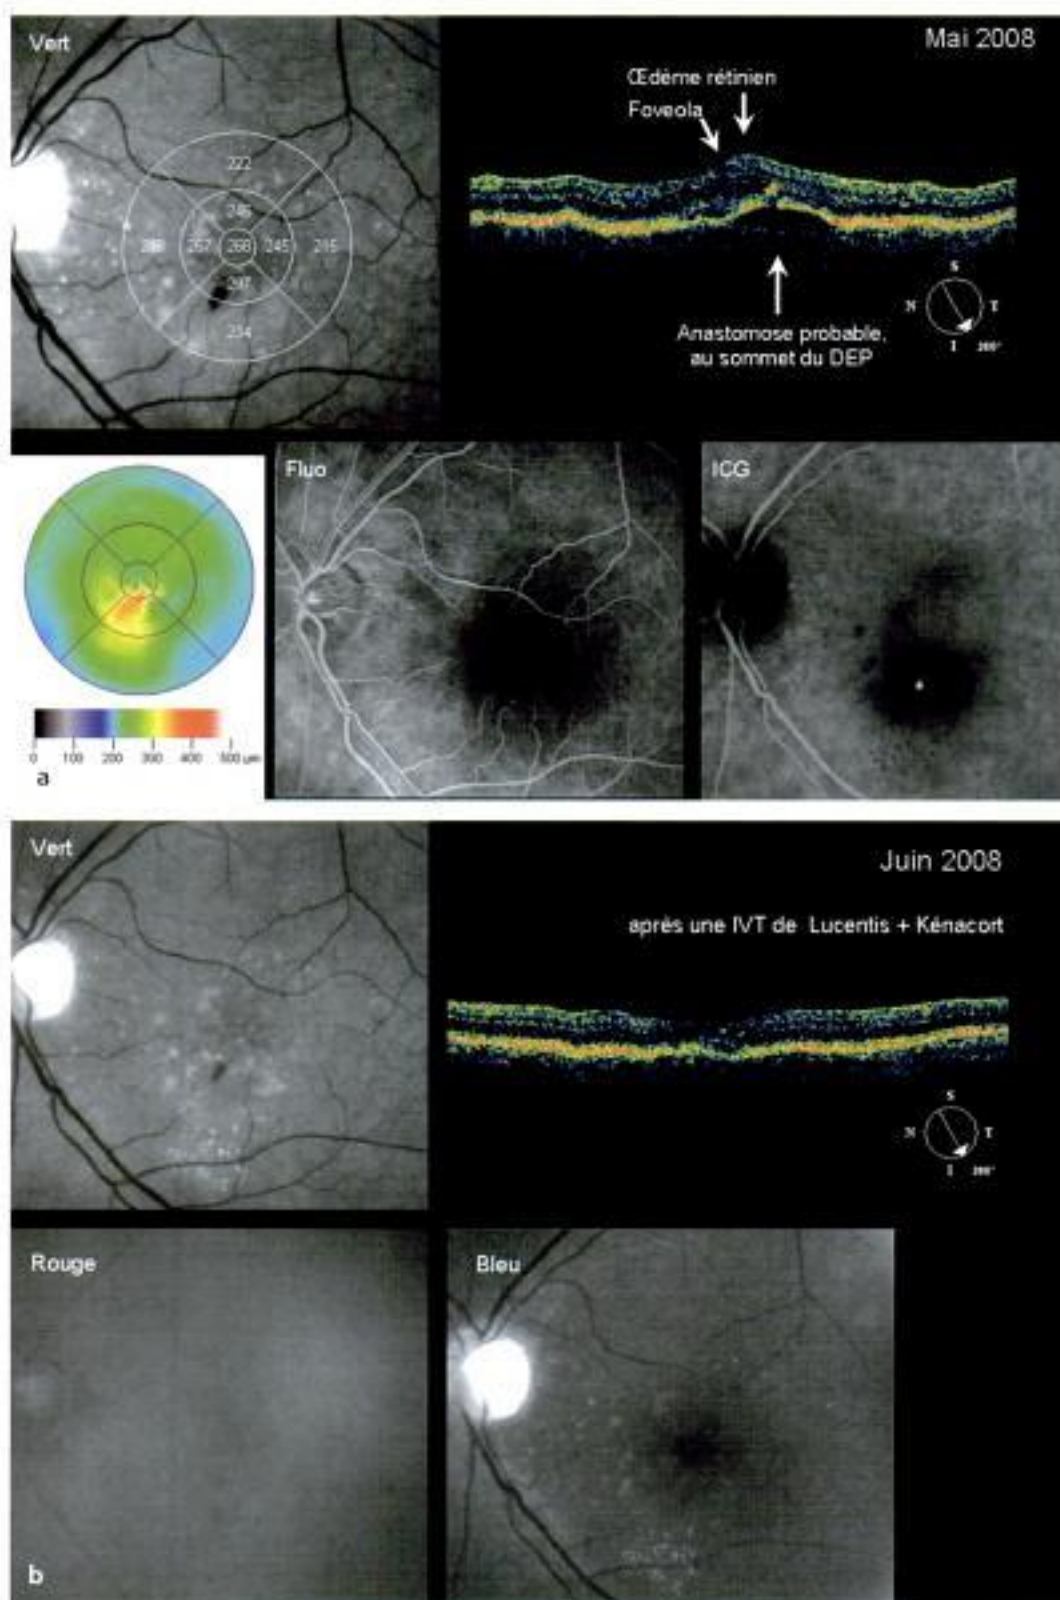 Vert
Mai 2008
Œdème rétinien
Foveola
222
246
257 268 245 215
297
234
S
N T
I
Anastomose probable,
au sommet du DEP
Fluo
ICG
0 100 200 300 400 500 µm
a
Vert
Juin 2008
après une IVT de Lucentis + Kénacort
S
N T
I
Rouge
Bleu
b